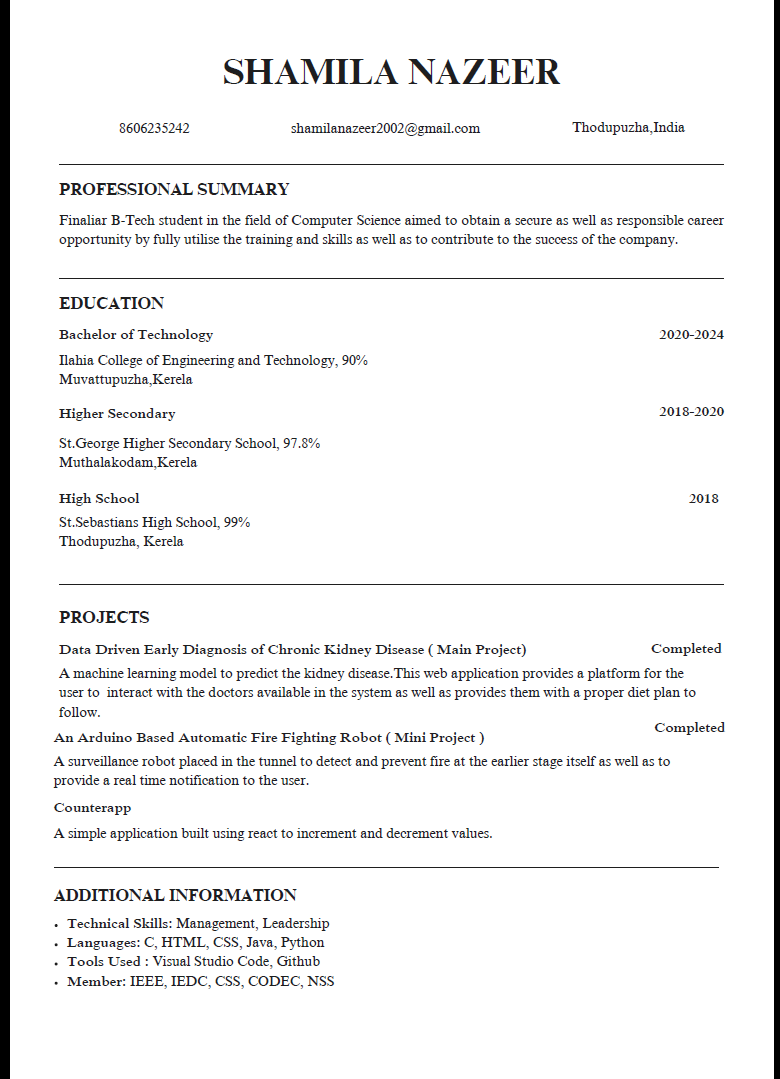 SHAMILA NAZEER
8606235242 shamilanazeer2002@gmail.com Thodupuzha,India
PROFESSIONAL SUMMARY
Finaliar B-Tech student in the field of Computer Science aimed to obtain a secure as well as responsible career
opportunity by fully utilise the training and skills as well as to contribute to the success of the company.
EDUCATION
Bachelor of Technology 2020-2024
Ilahia College of Engineering and Technology, 90%
Muvattupuzha,Kerela
Higher Secondary 2018-2020
St.George Higher Secondary School, 97.8%
Muthalakodam,Kerela
High School 2018
St.Sebastians High School, 99%
Thodupuzha, Kerela
PROJECTS
Data Driven Early Diagnosis of Chronic Kidney Disease ( Main Project) Completed
A machine learning model to predict the kidney disease.This web application provides a platform for the
user to interact with the doctors available in the system as well as provides them with a proper diet plan to
follow.
An Arduino Based Automatic Fire Fighting Robot ( Mini Project ) Completed
A surveillance robot placed in the tunnel to detect and prevent fire at the earlier stage itself as well as to
provide a real time notification to the user.
Counterapp
A simple application built using react to increment and decrement values.
ADDITIONAL INFORMATION
• Technical Skills: Management, Leadership
• Languages: C, HTML, CSS, Java, Python
• Tools Used : Visual Studio Code, Github
• Member: IEEE, IEDC, CSS, CODEC, NSS